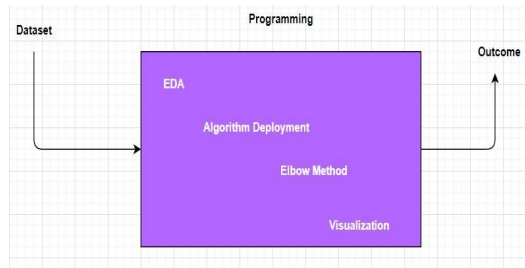 Programming
Dataset
Outcome
EDA
Algorithm Deployment
Elbow Method
Visualization